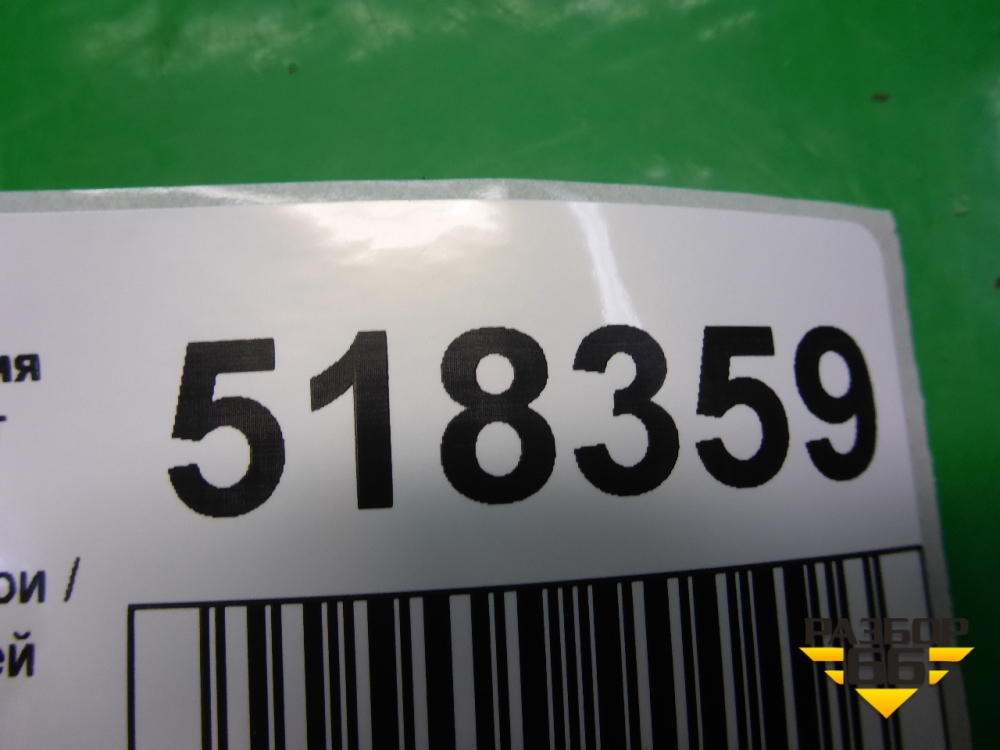 ия
518359
ои /
ей
РАЗБОР
66